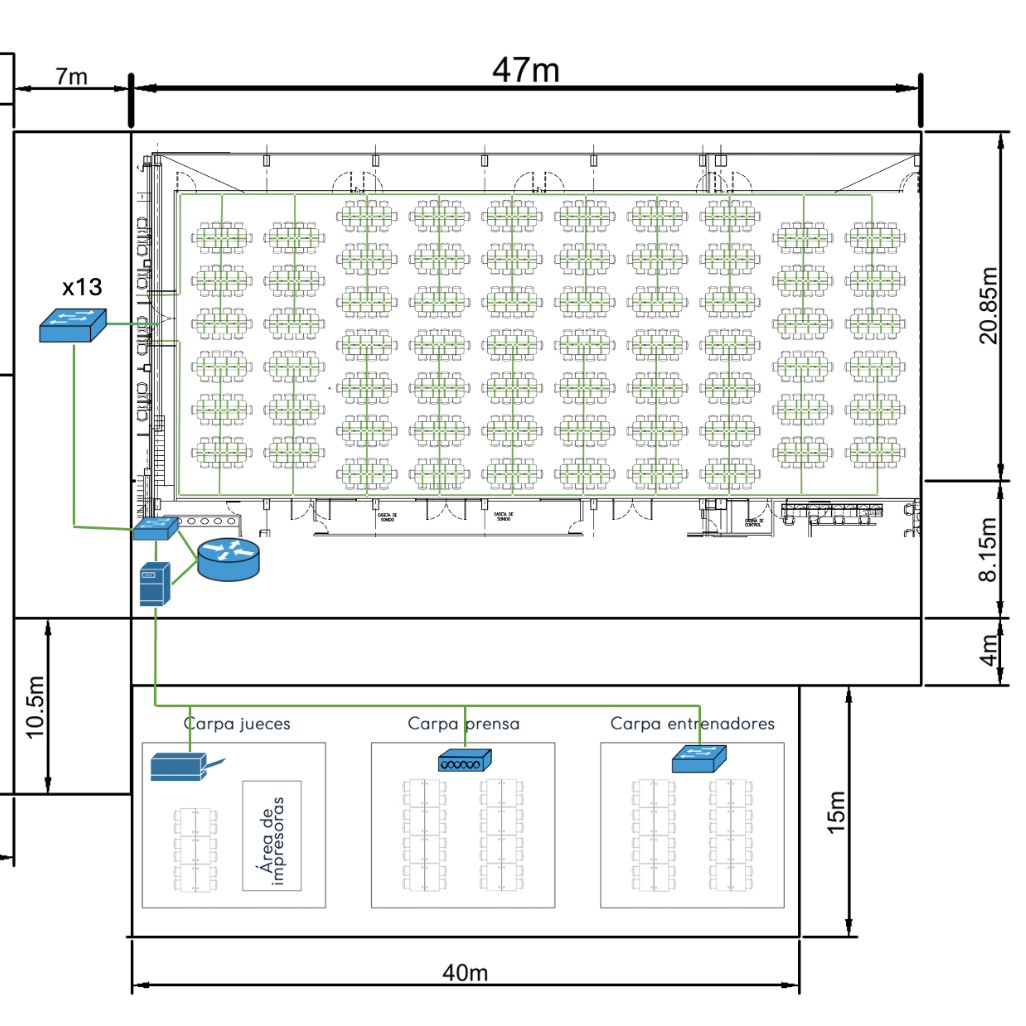 7m
47m
x13
20.85m
CASETA DE
SONIDO
CASETA DE
SONIDO
CABINA DE
CONTROL
8.15m
4m
10.5m
Carpa jueces
Carpa prensa
Carpa entrenadores
Área de
impresoras
15m
40m